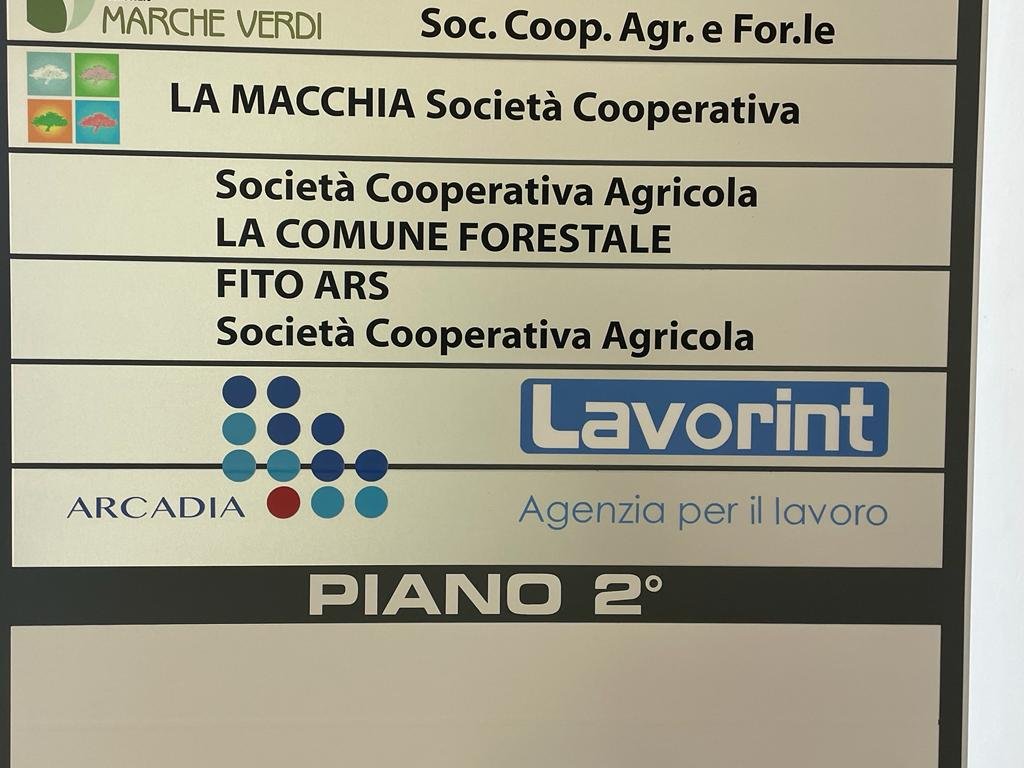 MARCHE VERDI Soc. Coop. Agr. e For.le
LA MACCHIA Società Cooperativa
Società Cooperativa Agricola
LA COMUNE FORESTALE
FITO ARS
Società Cooperativa Agricola
Lavorint
ARCADIA Agenzia per il lavoro
PIANO 2°